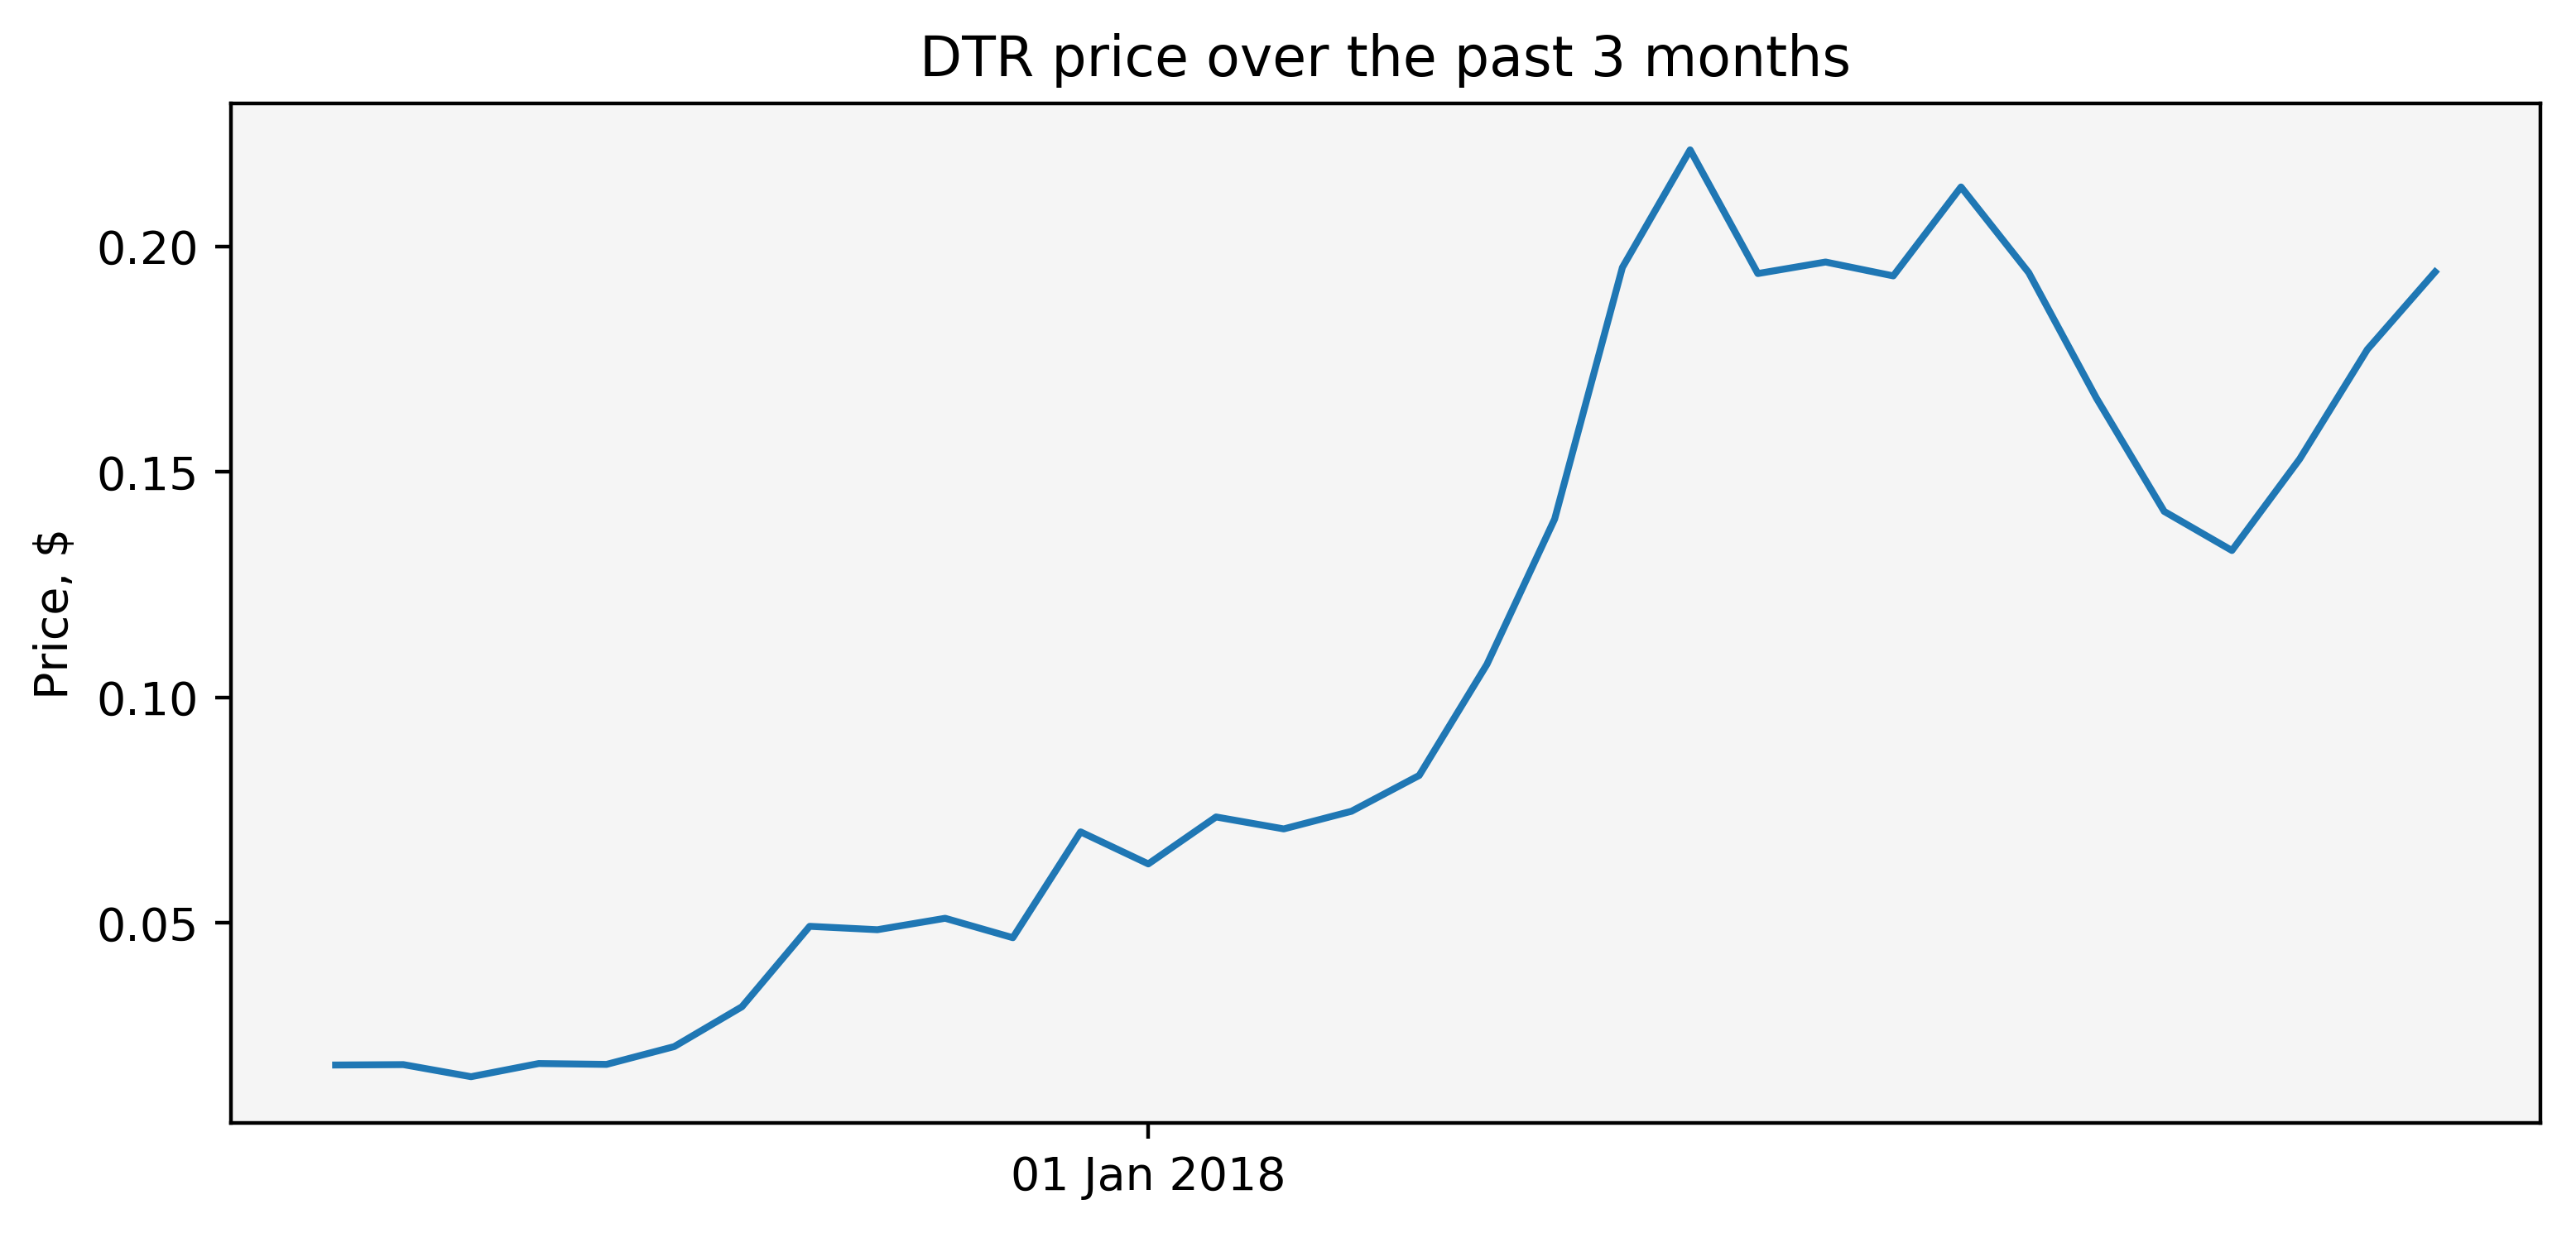 DTR price over the past 3 months
Price, $
0.20
0.15
0.10
0.05
01 Jan 2018